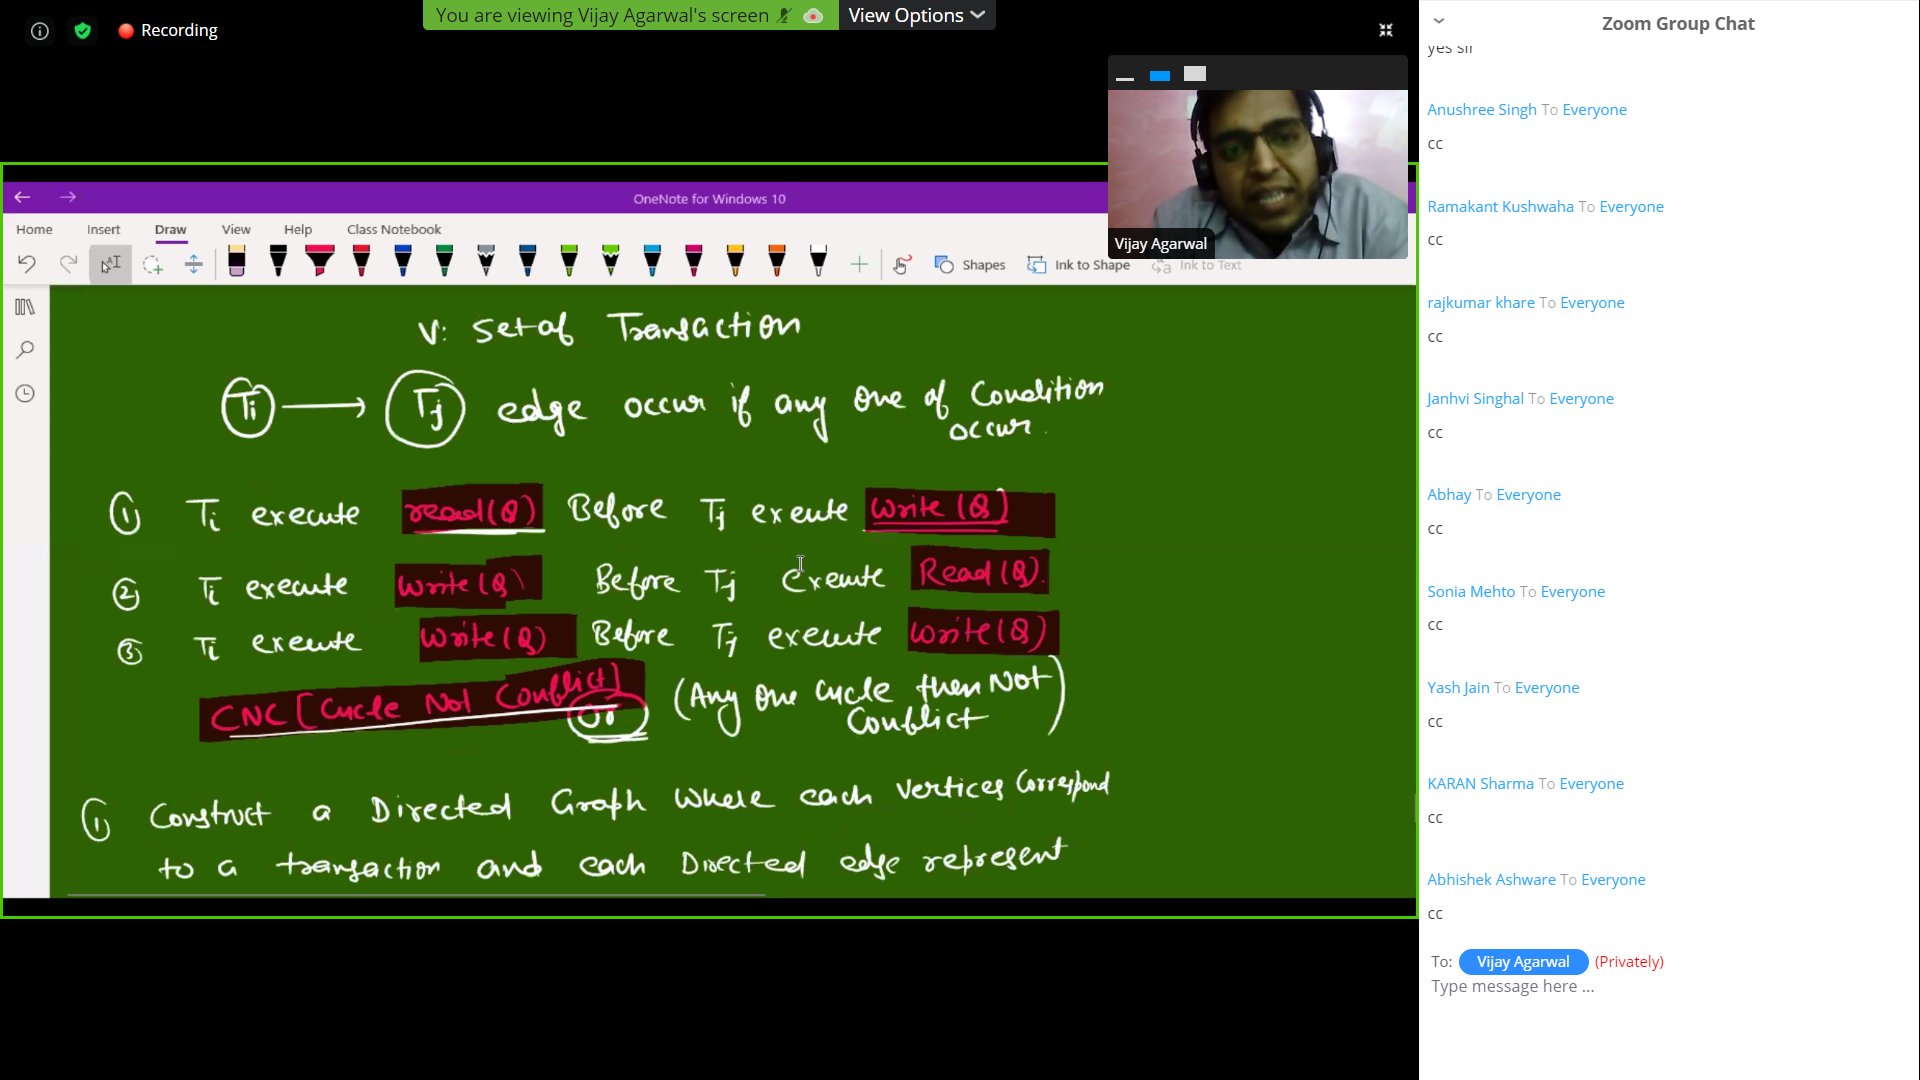 You are viewing Vijay Agarwal's screen
View Options
Recording
Vijay Agarwal
OneNote for Windows 10
Home Insert Draw View Help Class Notebook
Shapes Ink to Shape Ink to Text
V: Set of Transaction
Ti → Tj edge occur if any one of Condition
occur.
① Ti execute read(Q) Before Tj exeute Write (Q)
② Ti execute Write (Q) Before Tj Exeute Read (Q).
③ Ti execute Write (Q) Before Tj execute Write (Q)
CNC [Cycle Not Conflict] (Any one cycle then Not
Conflict)
① Construct a Directed Graph Where each vertices Correspond
to a transaction and each Directed edge represent
Zoom Group Chat
yes sir
Anushree Singh To Everyone
cc
Ramakant Kushwaha To Everyone
cc
rajkumar khare To Everyone
cc
Janhvi Singhal To Everyone
cc
Abhay To Everyone
cc
Sonia Mehto To Everyone
cc
Yash Jain To Everyone
cc
KARAN Sharma To Everyone
cc
Abhishek Ashware To Everyone
cc
To: Vijay Agarwal (Privately)
Type message here ...